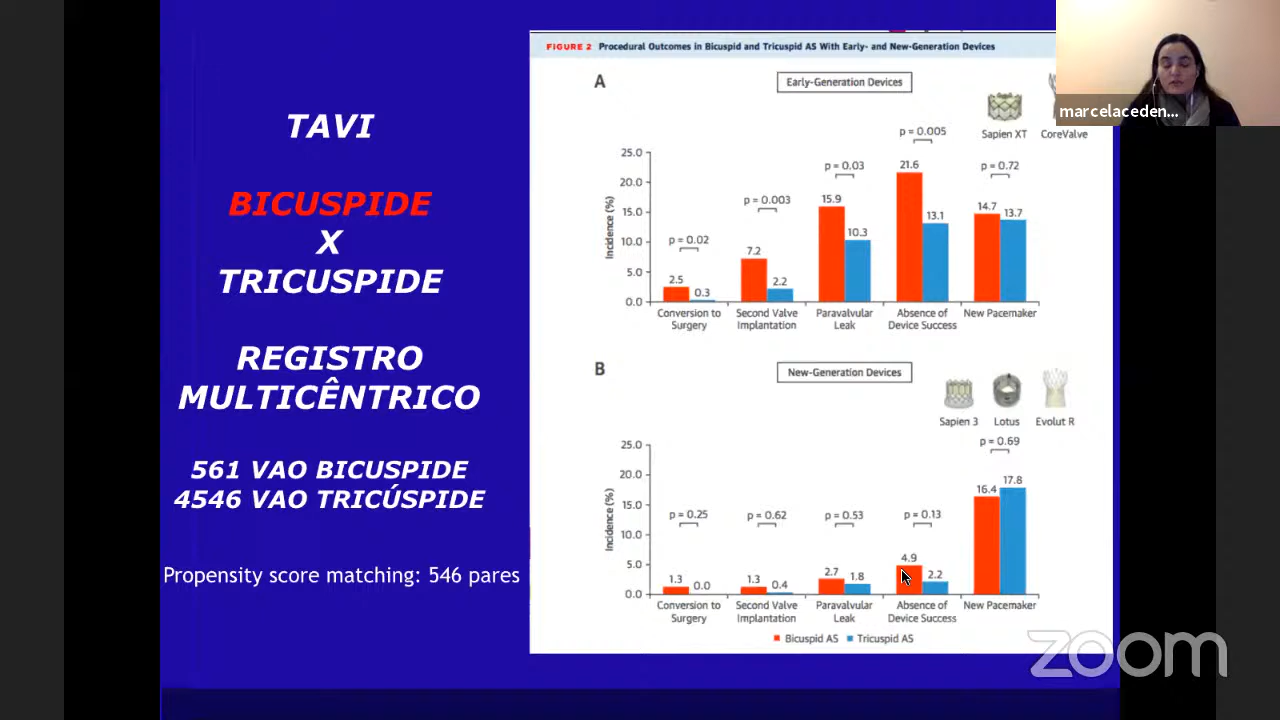 TAVI
BICUSPIDE
X
TRICUSPIDE
REGISTRO
MULTICÊNTRICO
561 VAO BICUSPIDE
4546 VAO TRICÚSPIDE
Propensity score matching: 546 pares
FIGURE 2 Procedural Outcomes in Bicuspid and Tricuspid AS With Early- and New-Generation Devices
A
Early-Generation Devices
Sapien XT
CoreValve
Incidence (%)
25.0
20.0
15.0
10.0
5.0
0.0
p = 0.02
2.5
0.3
p = 0.003
7.2
2.2
p = 0.03
15.9
10.3
p = 0.005
21.6
13.1
p = 0.72
14.7
13.7
Conversion to
Surgery
Second Valve
Implantation
Paravalvular
Leak
Absence of
Device Success
New Pacemaker
B
New-Generation Devices
Sapien 3
Lotus
Evolut R
Incidence (%)
25.0
20.0
15.0
10.0
5.0
0.0
p = 0.25
1.3
0.0
p = 0.62
1.3
0.4
p = 0.53
2.7
1.8
p = 0.13
4.9
2.2
p = 0.69
16.4
17.8
Conversion to
Surgery
Second Valve
Implantation
Paravalvular
Leak
Absence of
Device Success
New Pacemaker
Bicuspid AS
Tricuspid AS
marcelaceden...
zoom